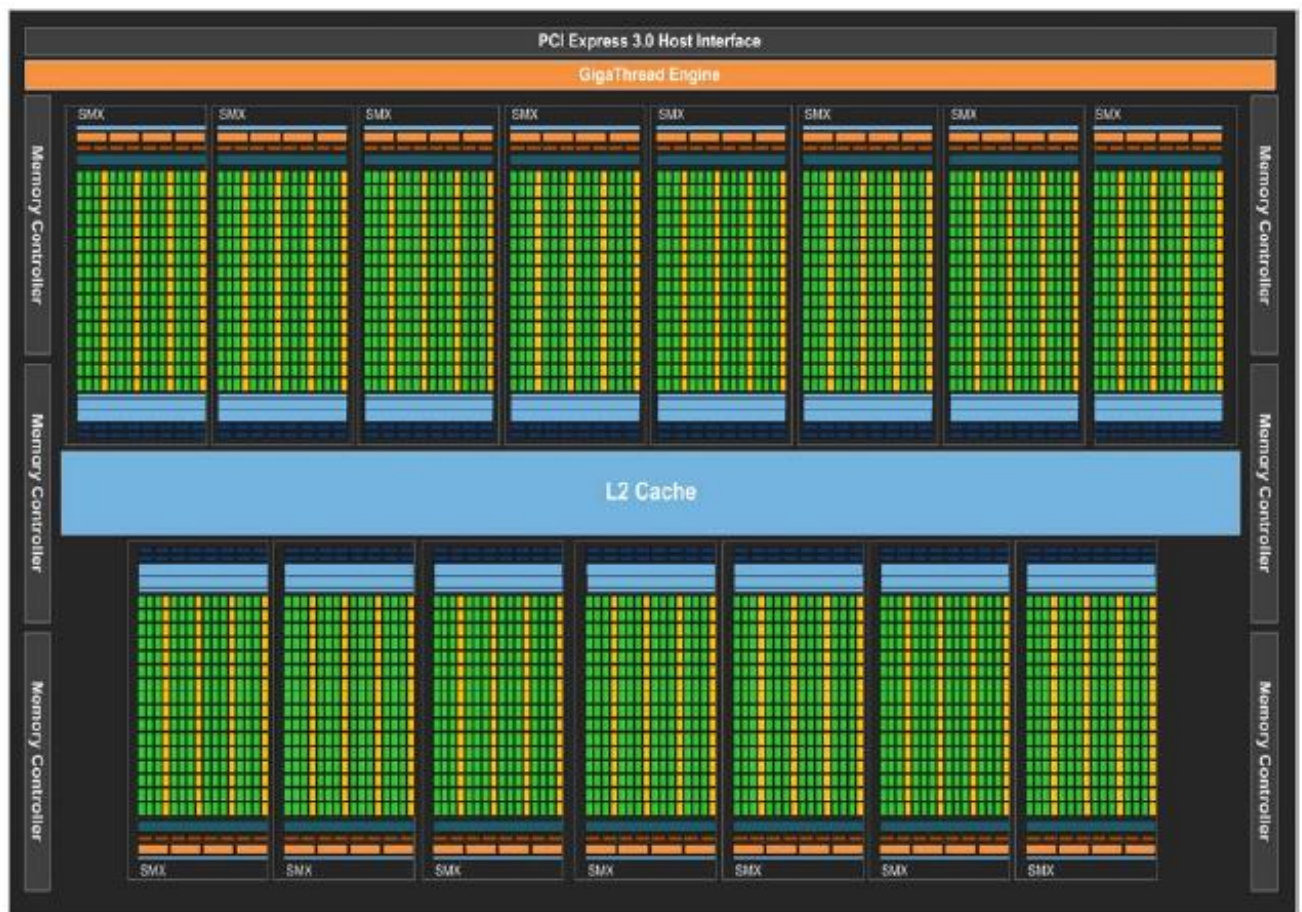 PCI Express 3.0 Host Interface
GigaThread Engine
SMX SMX SMX SMX SMX SMX SMX SMX
Memory Controller
Memory Controller
Memory Controller
Memory Controller
L2 Cache
Memory Controller
Memory Controller
SMX SMX SMX SMX SMX SMX SMX